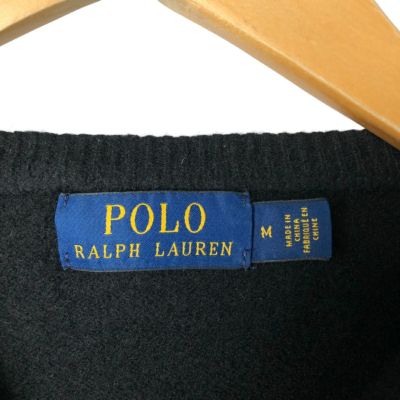 POLO
RALPH LAUREN
M
MADE IN
CHINA
FABRIQUÉ EN
CHINE